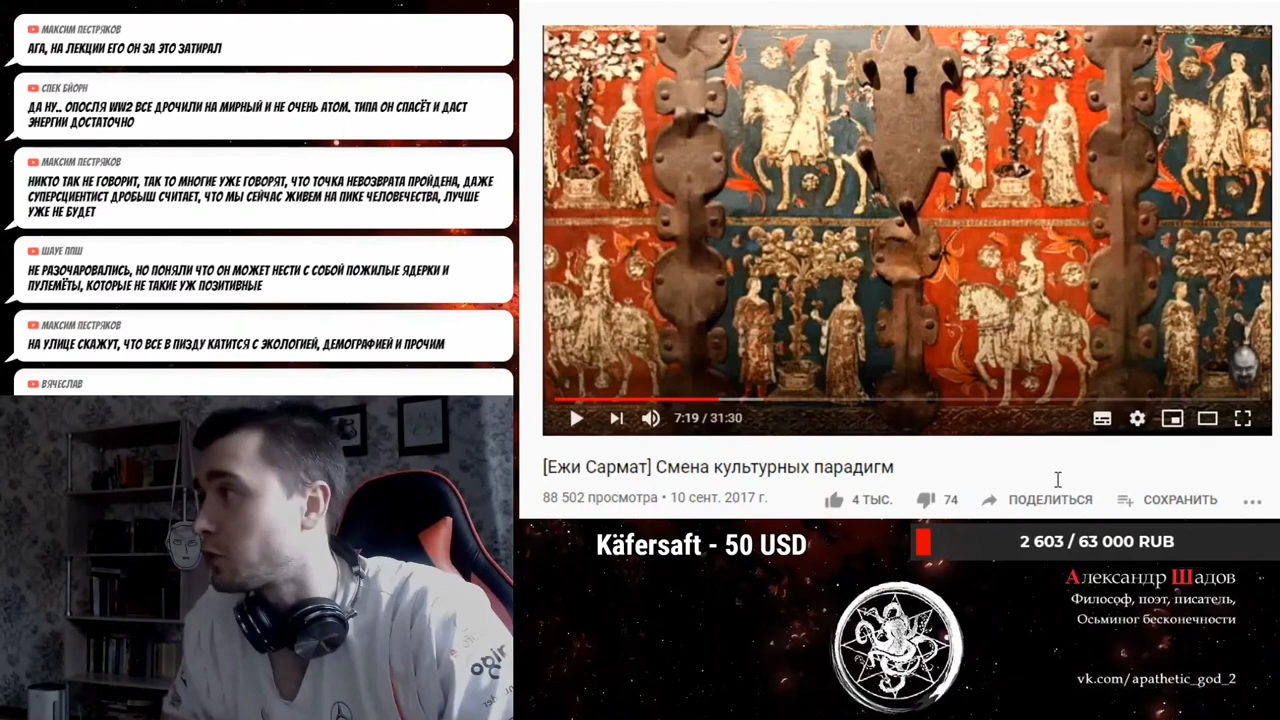 МАКСИМ ПЕСТРЯКОВ
АГА, НА ЛЕКЦИИ ЕГО ОН ЗА ЭТО ЗАТИРАЛ
СПЕК БЙОРН
ДА НУ.. ОПОСЛЯ WW2 ВСЕ ДРОЧИЛИ НА МИРНЫЙ И НЕ ОЧЕНЬ АТОМ. ТИПА ОН СПАСЁТ И ДАСТ
ЭНЕРГИИ ДОСТАТОЧНО
МАКСИМ ПЕСТРЯКОВ
НИКТО ТАК НЕ ГОВОРИТ, ТАК ТО МНОГИЕ УЖЕ ГОВОРЯТ, ЧТО ТОЧКА НЕВОЗВРАТА ПРОЙДЕНА, ДАЖЕ
СУПЕРСЦИЕНТИСТ ДРОБЫШ СЧИТАЕТ, ЧТО МЫ СЕЙЧАС ЖИВЕМ НА ПИКЕ ЧЕЛОВЕЧЕСТВА, ЛУЧШЕ
УЖЕ НЕ БУДЕТ
ШАУЕ ППШ
НЕ РАЗОЧАРОВАЛИСЬ, НО ПОНЯЛИ ЧТО ОН МОЖЕТ НЕСТИ С СОБОЙ ПОЖИЛЫЕ ЯДЕРКИ И
ПУЛЕМЁТЫ, КОТОРЫЕ НЕ ТАКИЕ УЖ ПОЗИТИВНЫЕ
МАКСИМ ПЕСТРЯКОВ
НА УЛИЦЕ СКАЖУТ, ЧТО ВСЕ В ПИЗДУ КАТИТСЯ С ЭКОЛОГИЕЙ, ДЕМОГРАФИЕЙ И ПРОЧИМ
ВЯЧЕСЛАВ
7:19 / 31:30
[Ежи Сармат] Смена культурных парадигм
88 502 просмотра • 10 сент. 2017 г.
4 ТЫС.
74
ПОДЕЛИТЬСЯ
СОХРАНИТЬ
Käfersaft - 50 USD
2 603 / 63 000 RUB
Александр Шадов
Философ, поэт, писатель,
Осьминог бесконечности
vk.com/apathetic_god_2